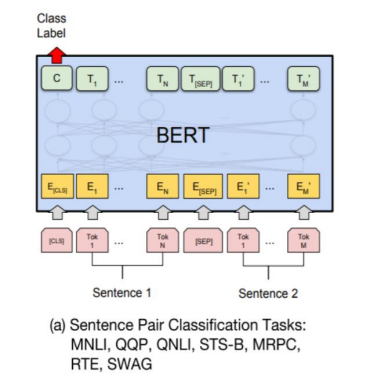 Class
Label
C T1 ... TN T[SEP] T1' ... TM'
BERT
E[CLS] E1 ... EN E[SEP] E1' ... EM'
[CLS] Tok 1 ... Tok N [SEP] Tok 1 ... Tok M
Sentence 1 Sentence 2
(a) Sentence Pair Classification Tasks:
MNLI, QQP, QNLI, STS-B, MRPC,
RTE, SWAG